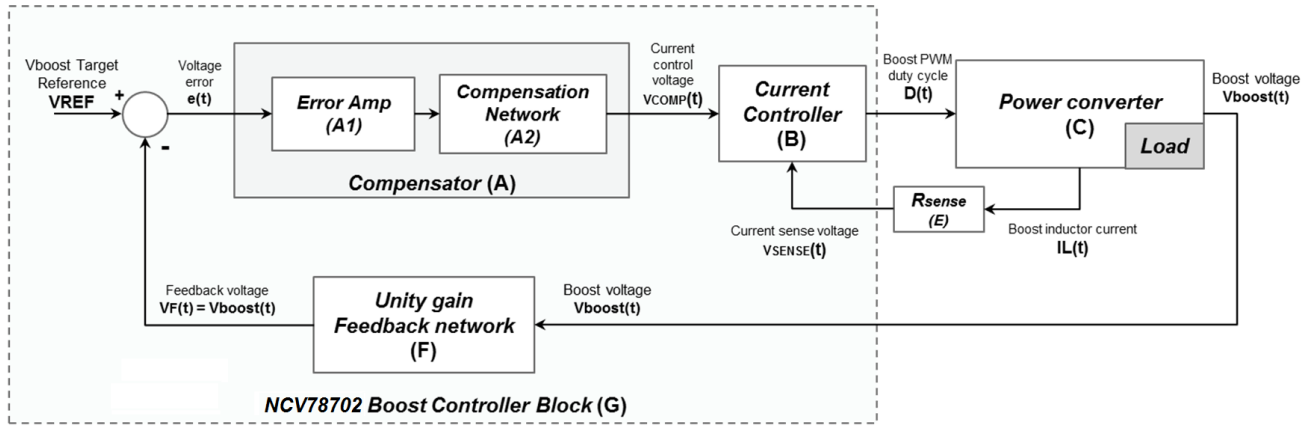 Vboost Target
Reference
VREF
+
-
Voltage
error
e(t)
Error Amp
(A1)
Compensation
Network
(A2)
Compensator (A)
Current
control
voltage
VCOMP(t)
Current
Controller
(B)
Boost PWM
duty cycle
D(t)
Power converter
(C)
Load
Boost voltage
Vboost(t)
Rsense
(E)
Current sense voltage
VSENSE(t)
Boost inductor current
IL(t)
Feedback voltage
VF(t) = Vboost(t)
Unity gain
Feedback network
(F)
Boost voltage
Vboost(t)
NCV78702 Boost Controller Block (G)